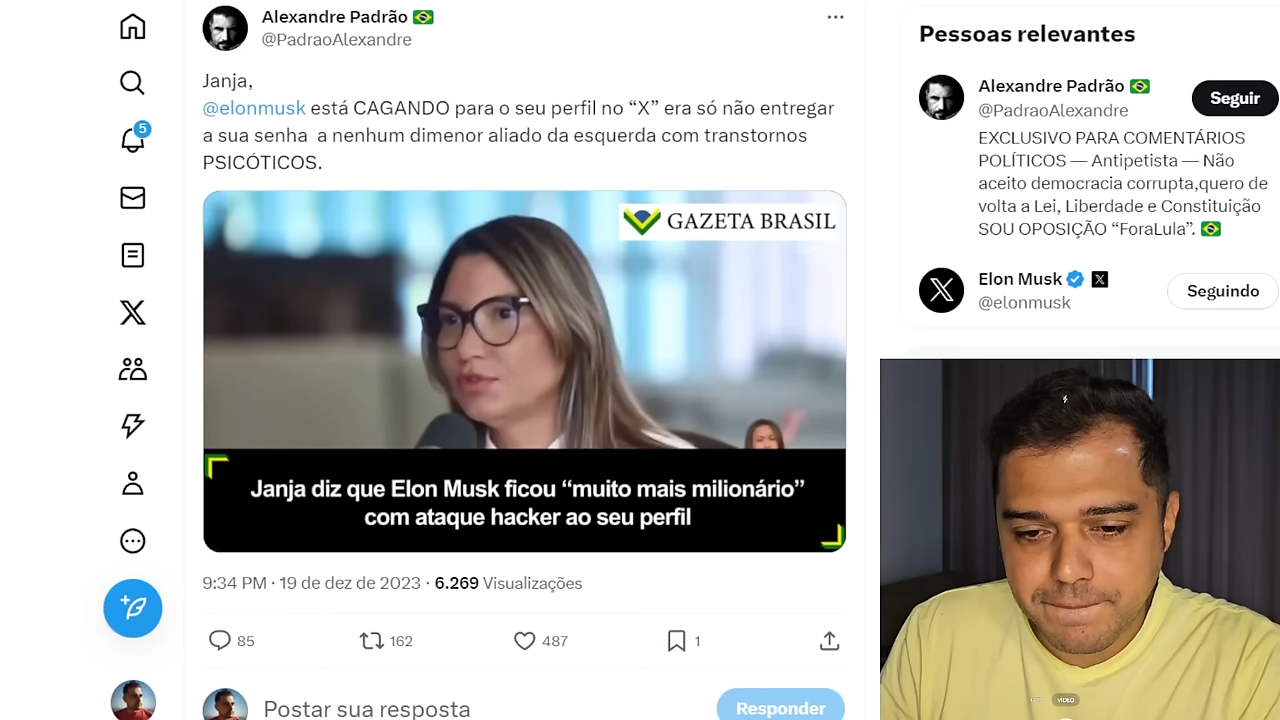 Alexandre Padrão
@PadraoAlexandre
Janja,
@elonmusk está CAGANDO para o seu perfil no “X” era só não entregar
a sua senha a nenhum dimenor aliado da esquerda com transtornos
PSICÓTICOS.
GAZETA BRASIL
Janja diz que Elon Musk ficou “muito mais milionário”
com ataque hacker ao seu perfil
9:34 PM · 19 de dez de 2023 · 6.269 Visualizações
85 162 487 1
Postar sua resposta
Responder
5
Pessoas relevantes
Alexandre Padrão
@PadraoAlexandre
Seguir
EXCLUSIVO PARA COMENTÁRIOS
POLÍTICOS — Antipetista — Não
aceito democracia corrupta,quero de
volta a Lei, Liberdade e Constituição
SOU OPOSIÇÃO “ForaLula”.
Elon Musk
@elonmusk
Seguindo
VÍDEO